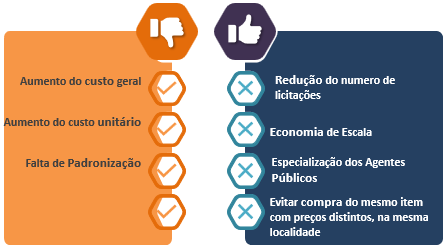 Aumento do custo geral
Aumento do custo unitário
Falta de Padronização
Redução do numero de
licitações
Economia de Escala
Especialização dos Agentes
Públicos
Evitar compra do mesmo item
com preços distintos, na mesma
localidade